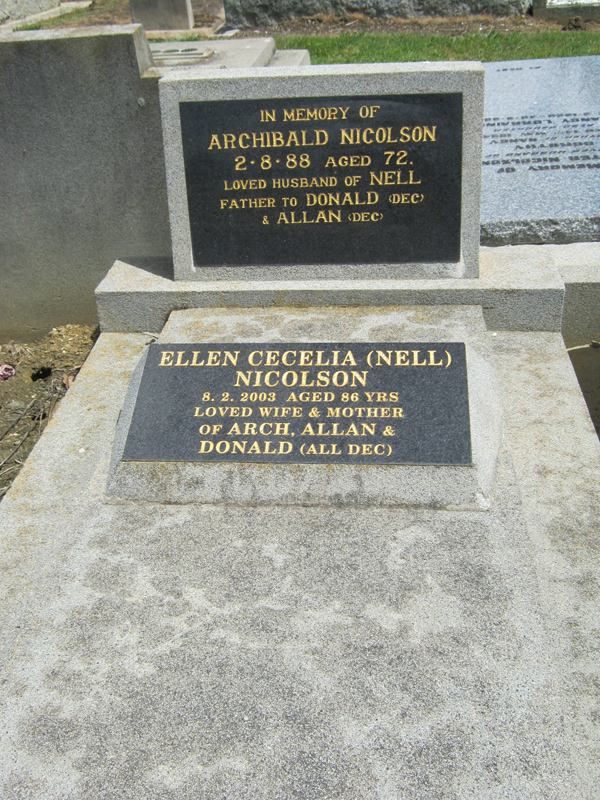 IN MEMORY OF
ARCHIBALD NICOLSON
2·8·88 AGED 72.
LOVED HUSBAND OF NELL
FATHER TO DONALD (DEC)
& ALLAN (DEC)
ELLEN CECELIA (NELL)
NICOLSON
8. 2. 2003 AGED 86 YRS
LOVED WIFE & MOTHER
OF ARCH, ALLAN &
DONALD (ALL DEC)